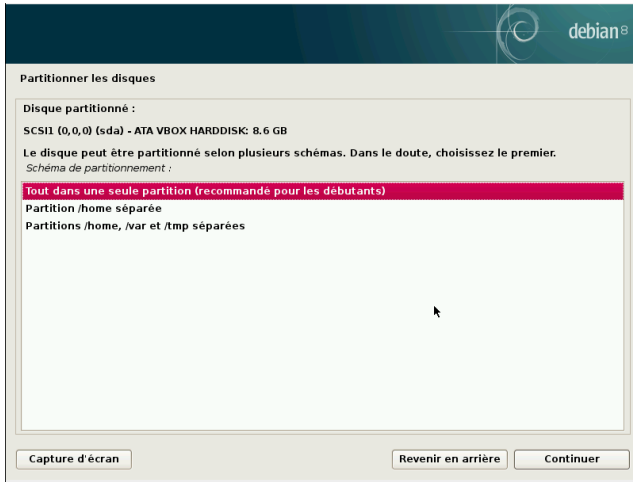 debian 8
Partitionner les disques
Disque partitionné :
SCSI1 (0,0,0) (sda) - ATA VBOX HARDDISK: 8.6 GB
Le disque peut être partitionné selon plusieurs schémas. Dans le doute, choisissez le premier.
Schéma de partitionnement :
Tout dans une seule partition (recommandé pour les débutants)
Partition /home séparée
Partitions /home, /var et /tmp séparées
Capture d'écran
Revenir en arrière
Continuer